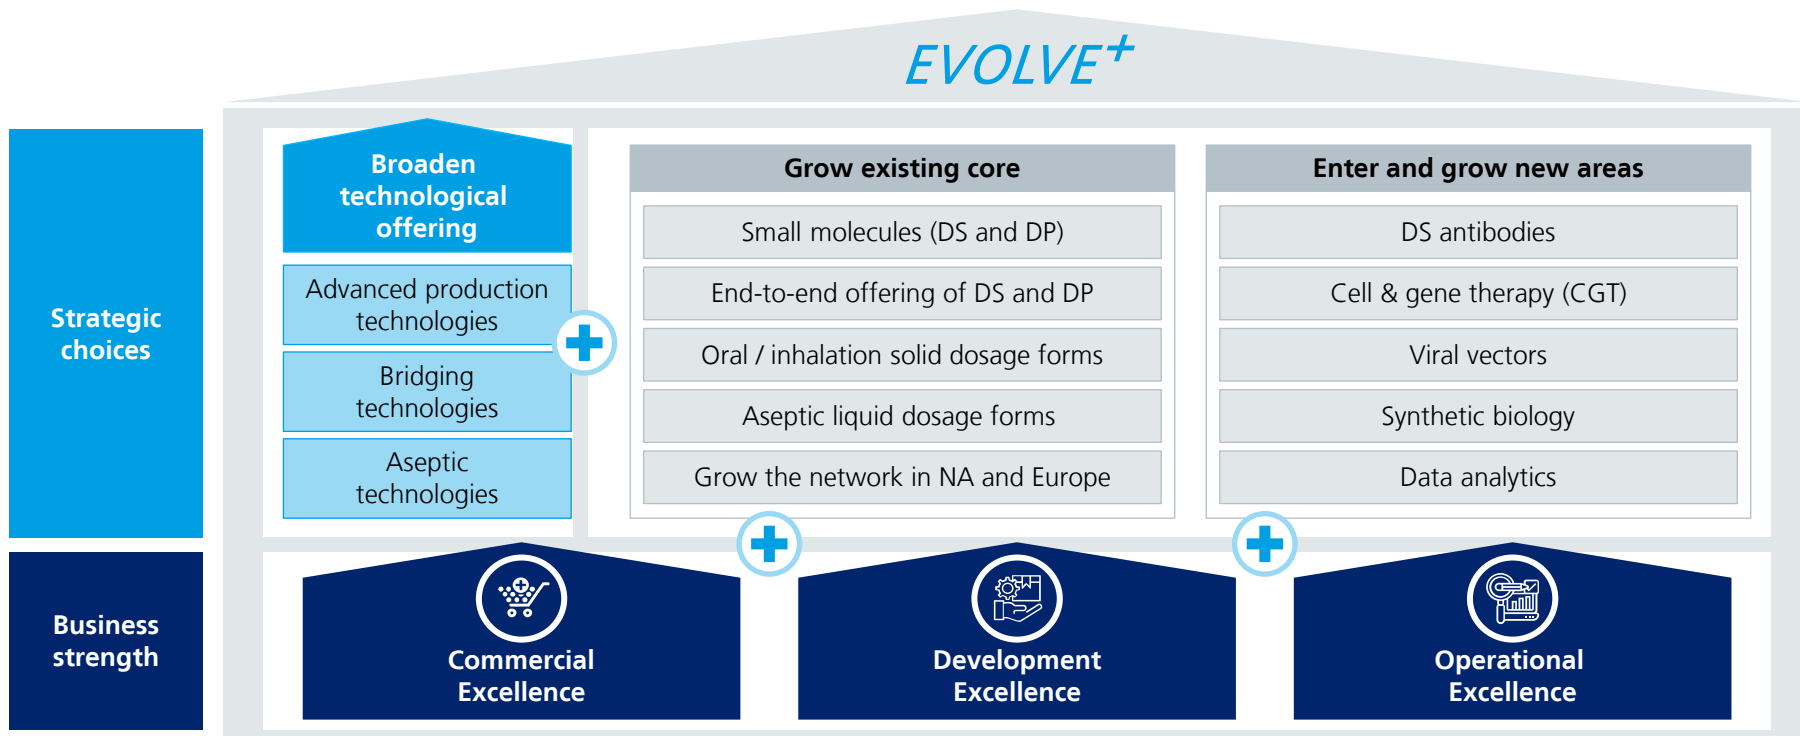 EVOLVE+
Strategic
choices
Broaden
technological
offering
Advanced production
technologies
Bridging
technologies
Aseptic
technologies
Grow existing core
Small molecules (DS and DP)
End-to-end offering of DS and DP
Oral / inhalation solid dosage forms
Aseptic liquid dosage forms
Grow the network in NA and Europe
Enter and grow new areas
DS antibodies
Cell & gene therapy (CGT)
Viral vectors
Synthetic biology
Data analytics
Business
strength
Commercial
Excellence
Development
Excellence
Operational
Excellence